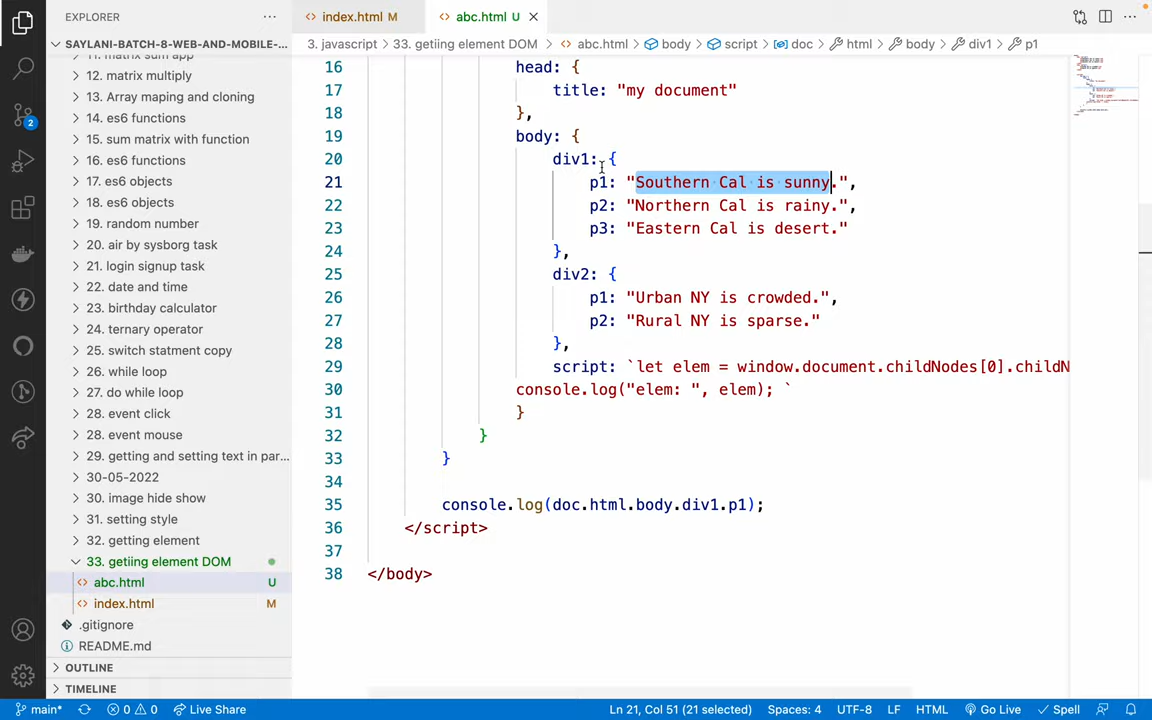 EXPLORER
index.html M
abc.html U
SAYLANI-BATCH-8-WEB-AND-MOBILE-...
3. javascript > 33. getiing element DOM > abc.html > body > script > doc > html > body > div1 > p1
11. matrix sum app
12. matrix multiply
13. Array maping and cloning
14. es6 functions
15. sum matrix with function
16. es6 functions
17. es6 objects
18. es6 objects
19. random number
20. air by sysborg task
21. login signup task
22. date and time
23. birthday calculator
24. ternary operator
25. switch statment copy
26. while loop
27. do while loop
28. event click
28. event mouse
29. getting and setting text in par...
30-05-2022
30. image hide show
31. setting style
32. getting element
33. getiing element DOM
abc.html U
index.html M
.gitignore
README.md
OUTLINE
TIMELINE
2
16 head: {
17 title: "my document"
18 },
19 body: {
20 div1: {
21 p1: "Southern Cal is sunny.",
22 p2: "Northern Cal is rainy.",
23 p3: "Eastern Cal is desert."
24 },
25 div2: {
26 p1: "Urban NY is crowded.",
27 p2: "Rural NY is sparse."
28 },
29 script: `let elem = window.document.childNodes[0].childN
30 console.log("elem: ", elem); `
31 }
32 }
33 }
34
35 console.log(doc.html.body.div1.p1);
36 </script>
37
38 </body>
main* 0 0 Live Share Ln 21, Col 51 (21 selected) Spaces: 4 UTF-8 LF HTML Go Live Spell